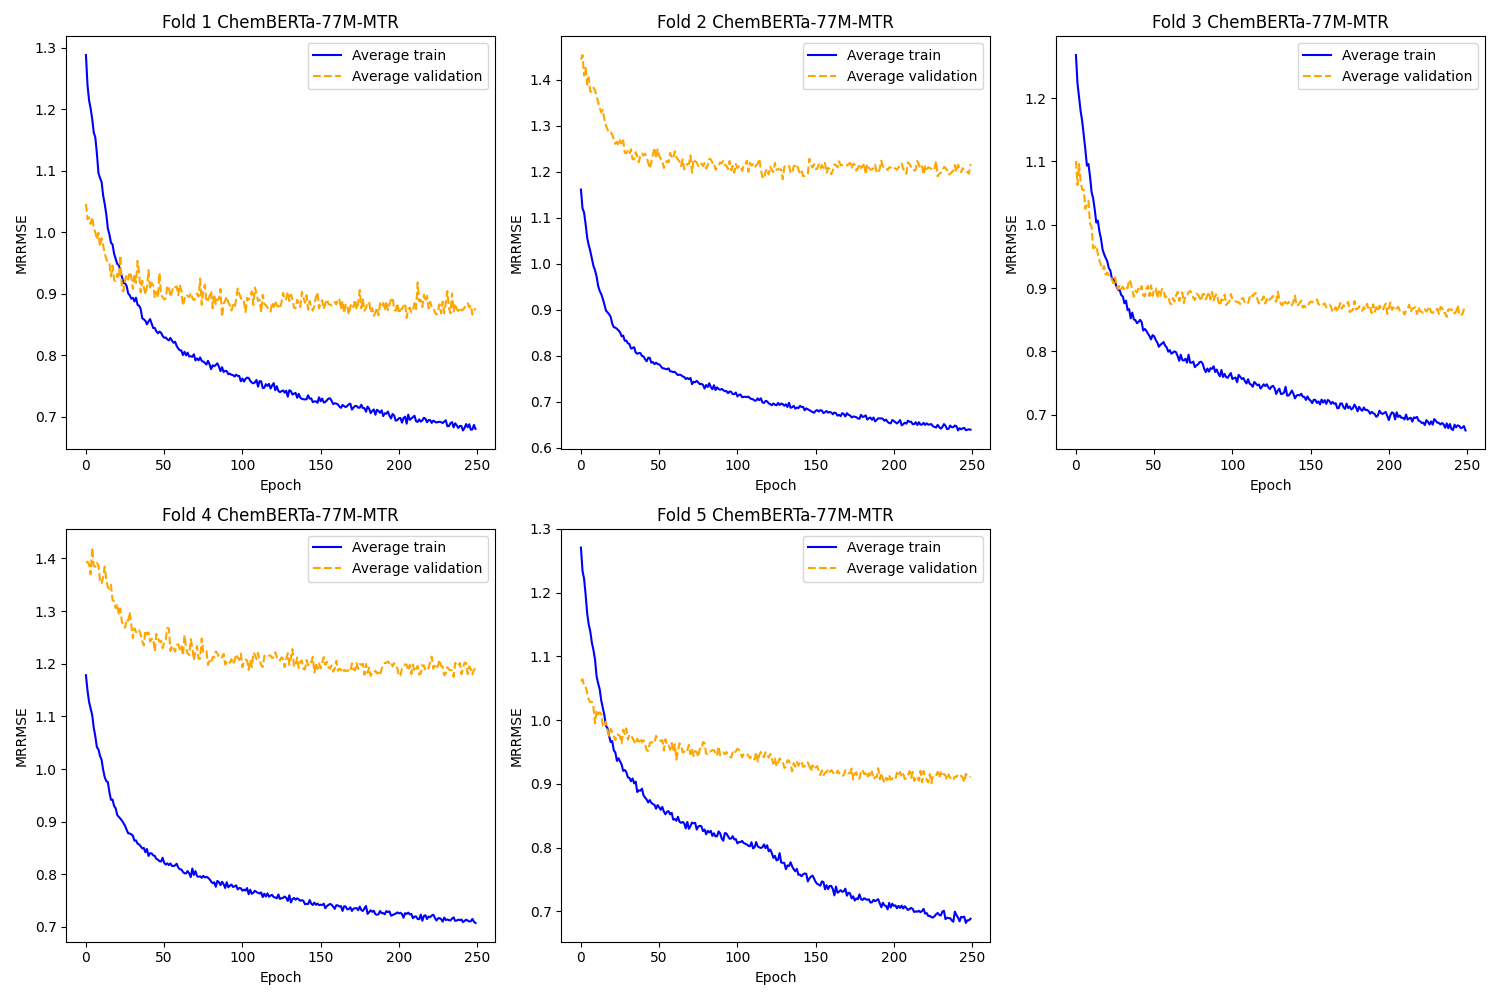 Fold 1 ChemBERTa-77M-MTR
MRRMSE
1.3
1.2
1.1
1.0
0.9
0.8
0.7
Average train
Average validation
0 50 100 150 200 250
Epoch
Fold 2 ChemBERTa-77M-MTR
MRRMSE
1.4
1.3
1.2
1.1
1.0
0.9
0.8
0.7
0.6
Average train
Average validation
0 50 100 150 200 250
Epoch
Fold 3 ChemBERTa-77M-MTR
MRRMSE
1.2
1.1
1.0
0.9
0.8
0.7
Average train
Average validation
0 50 100 150 200 250
Epoch
Fold 4 ChemBERTa-77M-MTR
MRRMSE
1.4
1.3
1.2
1.1
1.0
0.9
0.8
0.7
Average train
Average validation
0 50 100 150 200 250
Epoch
Fold 5 ChemBERTa-77M-MTR
MRRMSE
1.3
1.2
1.1
1.0
0.9
0.8
0.7
Average train
Average validation
0 50 100 150 200 250
Epoch